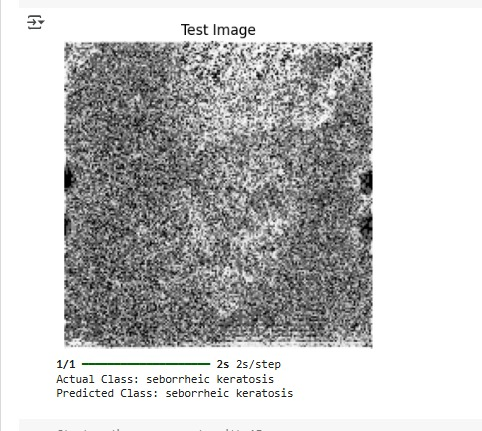 Test Image
1/1 ━━━━━━━━━━━━━━━━━━━━ 2s 2s/step
Actual Class: seborrheic keratosis
Predicted Class: seborrheic keratosis